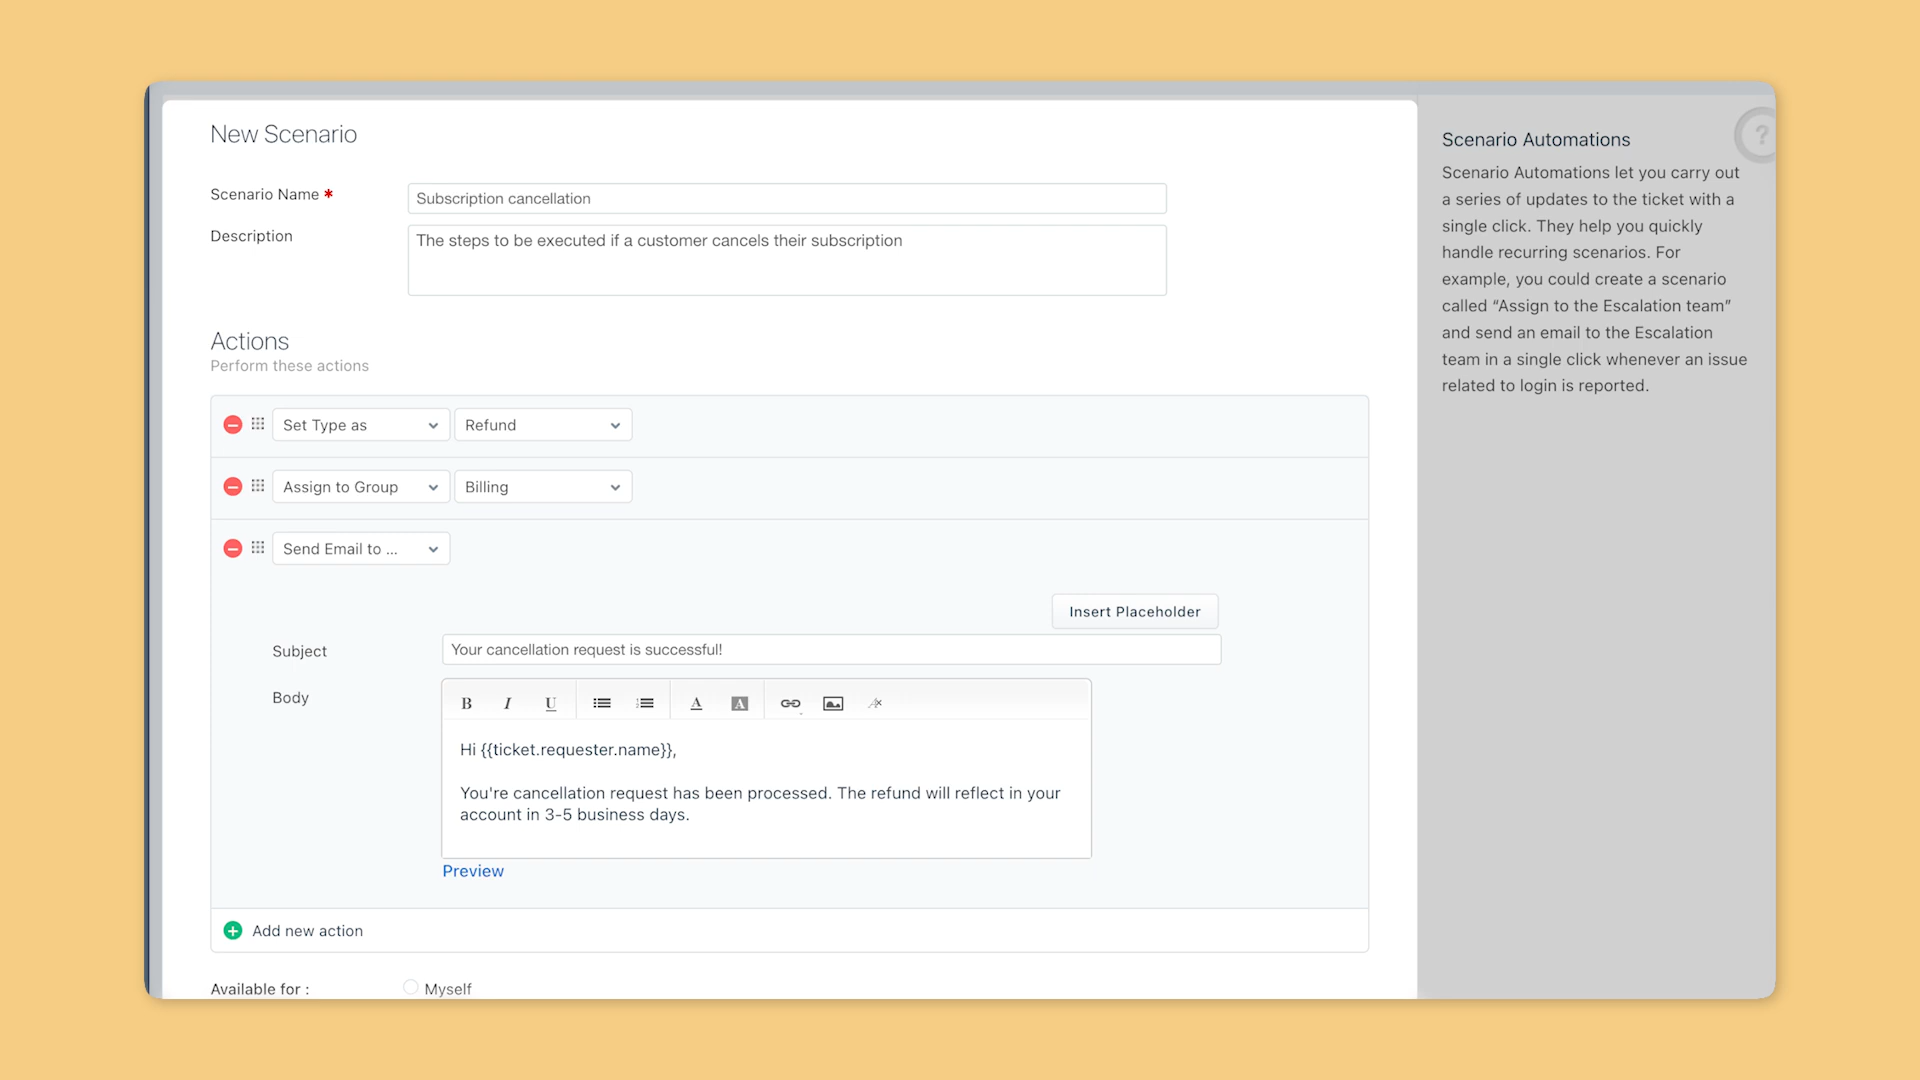 New Scenario
Scenario Name *
Subscription cancellation
Description
The steps to be executed if a customer cancels their subscription
Actions
Perform these actions
Set Type as
Refund
Assign to Group
Billing
Send Email to ...
Insert Placeholder
Subject
Your cancellation request is successful!
Body
B I U A A
Hi {{ticket.requester.name}},
You're cancellation request has been processed. The refund will reflect in your
account in 3-5 business days.
Preview
Add new action
Available for :
Myself
?
Scenario Automations
Scenario Automations let you carry out
a series of updates to the ticket with a
single click. They help you quickly
handle recurring scenarios. For
example, you could create a scenario
called “Assign to the Escalation team”
and send an email to the Escalation
team in a single click whenever an issue
related to login is reported.